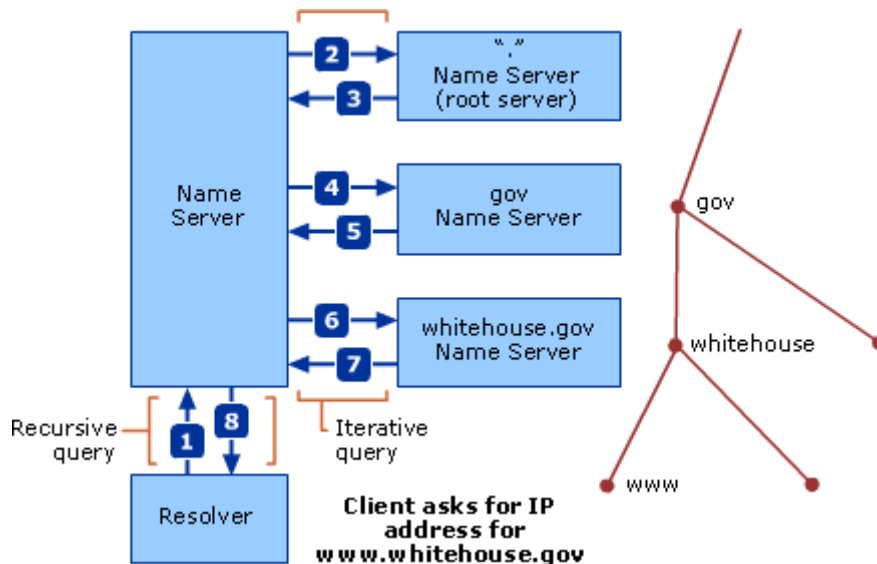 Name
Server
2
3
"."
Name Server
(root server)
4
5
gov
Name Server
6
7
whitehouse.gov
Name Server
Recursive
query
1
8
Iterative
query
Resolver
Client asks for IP
address for
www.whitehouse.gov
gov
whitehouse
www